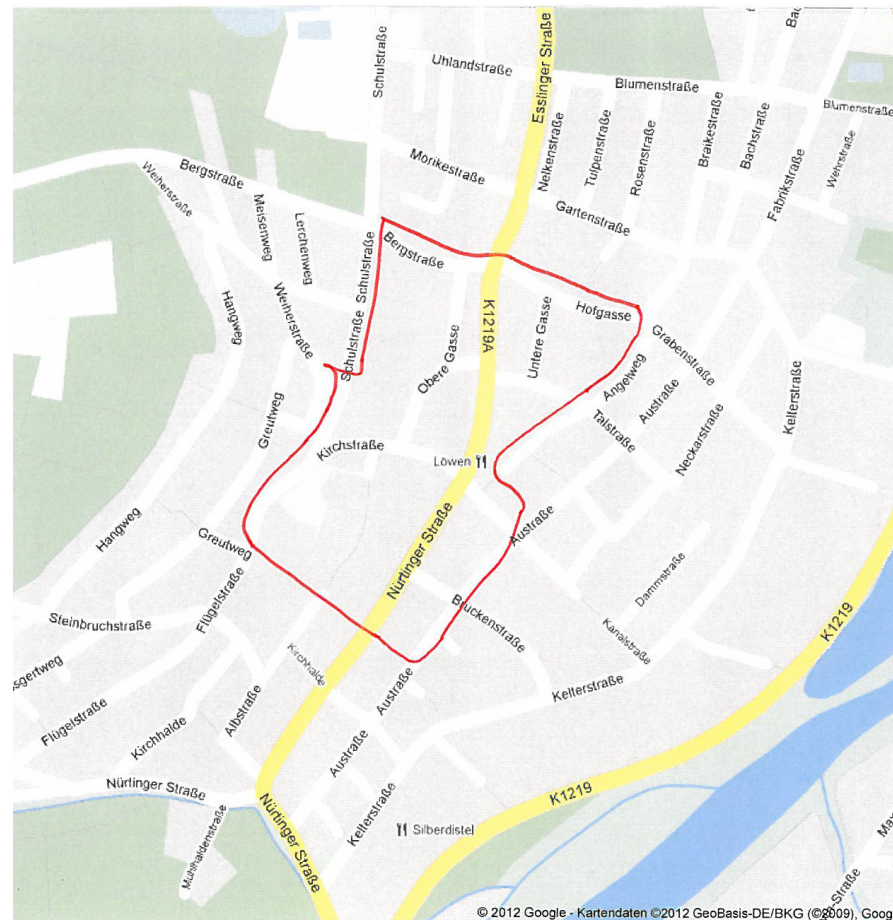 Schulstraße
Uhlandstraße
Esslinger Straße
Blumenstraße
Blumenstraße
Nelkenstraße
Tulpenstraße
Rosenstraße
Braikestraße
Bachstraße
Fabrikstraße
Wehrstraße
Mörikestraße
Gartenstraße
Bergstraße
Weiherstraße
Meisenweg
Lerchenweg
Schulstraße
Bergstraße
K1219A
Hofgasse
Untere Gasse
Grabenstraße
Hangweg
Weiherstraße
Schulstraße
Obere Gasse
Angelweg
Austraße
Kelterstraße
Greutweg
Talstraße
Neckarstraße
Kirchstraße
Löwen
Hangweg
Greutweg
Nürtinger Straße
Austraße
Dammstraße
Flügelstraße
Brückenstraße
Kanalstraße
K1219
Steinbruchstraße
sgertweg
Kirchhalde
Austraße
Kelterstraße
Flügelstraße
Kirchhalde
Albstraße
Austraße
Nürtinger Straße
Nürtinger Straße
Kelterstraße
K1219
Silberdistel
Mühlhaldenstraße
a-Straße
© 2012 Google - Kartendaten ©2012 GeoBasis-DE/BKG (©2009), Goog